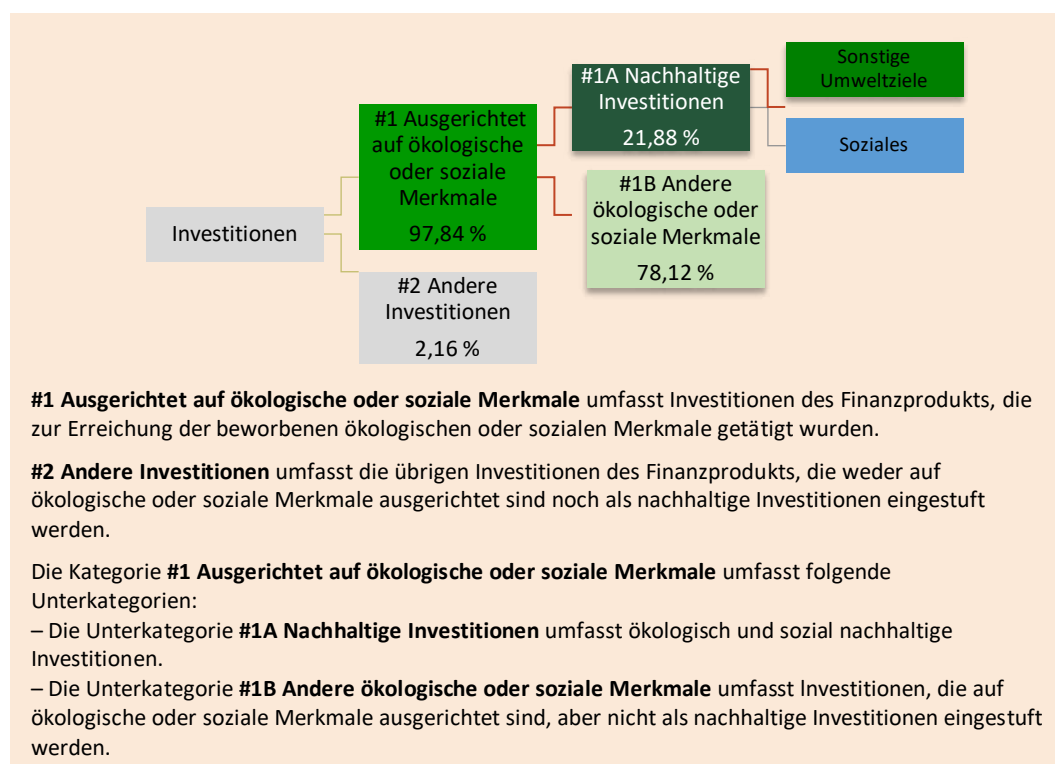 Sonstige
Umweltziele
#1A Nachhaltige
Investitionen
21,88 %
#1 Ausgerichtet
auf ökologische
oder soziale
Merkmale
97,84 %
Soziales
#1B Andere
ökologische oder
soziale Merkmale
78,12 %
Investitionen
#2 Andere
Investitionen
2,16 %
#1 Ausgerichtet auf ökologische oder soziale Merkmale umfasst Investitionen des Finanzprodukts, die
zur Erreichung der beworbenen ökologischen oder sozialen Merkmale getätigt wurden.
#2 Andere Investitionen umfasst die übrigen Investitionen des Finanzprodukts, die weder auf
ökologische oder soziale Merkmale ausgerichtet sind noch als nachhaltige Investitionen eingestuft
werden.
Die Kategorie #1 Ausgerichtet auf ökologische oder soziale Merkmale umfasst folgende
Unterkategorien:
– Die Unterkategorie #1A Nachhaltige Investitionen umfasst ökologisch und sozial nachhaltige
Investitionen.
– Die Unterkategorie #1B Andere ökologische oder soziale Merkmale umfasst lnvestitionen, die auf
ökologische oder soziale Merkmale ausgerichtet sind, aber nicht als nachhaltige Investitionen eingestuft
werden.